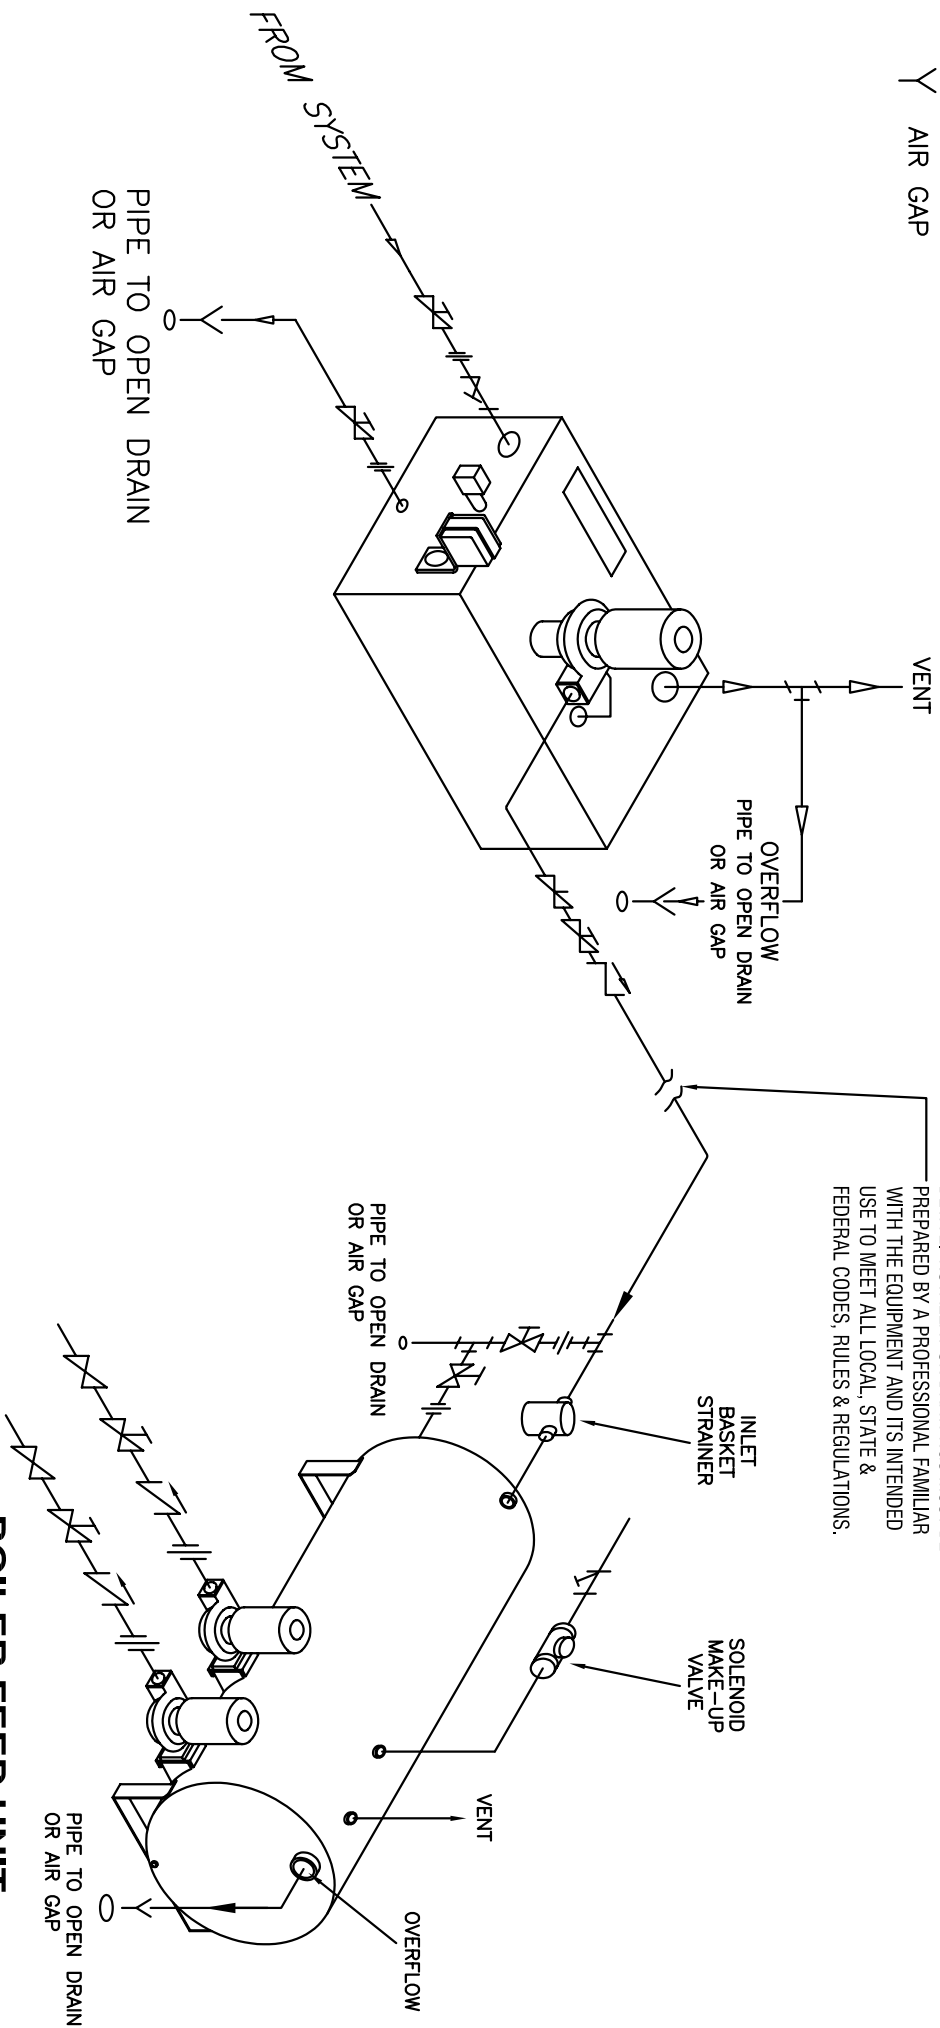 AIR GAP
FROM SYSTEM
PIPE TO OPEN DRAIN
OR AIR GAP
VENT
OVERFLOW
PIPE TO OPEN DRAIN
OR AIR GAP
PREPARED BY A PROFESSIONAL FAMILIAR
WITH THE EQUIPMENT AND ITS INTENDED
USE TO MEET ALL LOCAL, STATE &
FEDERAL CODES, RULES & REGULATIONS.
PIPE TO OPEN DRAIN
OR AIR GAP
INLET
BASKET
STRAINER
SOLENOID
MAKE-UP
VALVE
VENT
OVERFLOW
PIPE TO OPEN DRAIN
OR AIR GAP
BOILER FEED UNIT